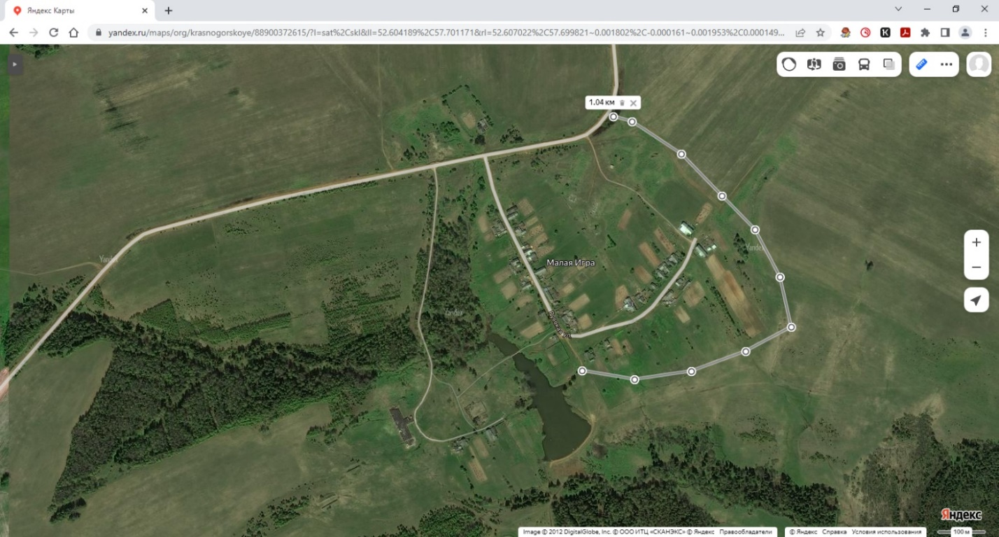 Яндекс Карты
yandex.ru/maps/org/krasnogorskoye/88900372615/?l=sat%2Cskl&ll=52.604189%2C57.701171&rl=52.607022%2C57.699821~0.001802%2C-0.000161~0.001953%2C0.000149...
1.04 км
Yandex
Yandex
Малая Игра
Yandex
Яндекс
Image © 2012 DigitalGlobe, Inc. © ООО ИТЦ «СКАНЭКС» © Яндекс Правообладатели
© Яндекс Справка Условия использования
100 м